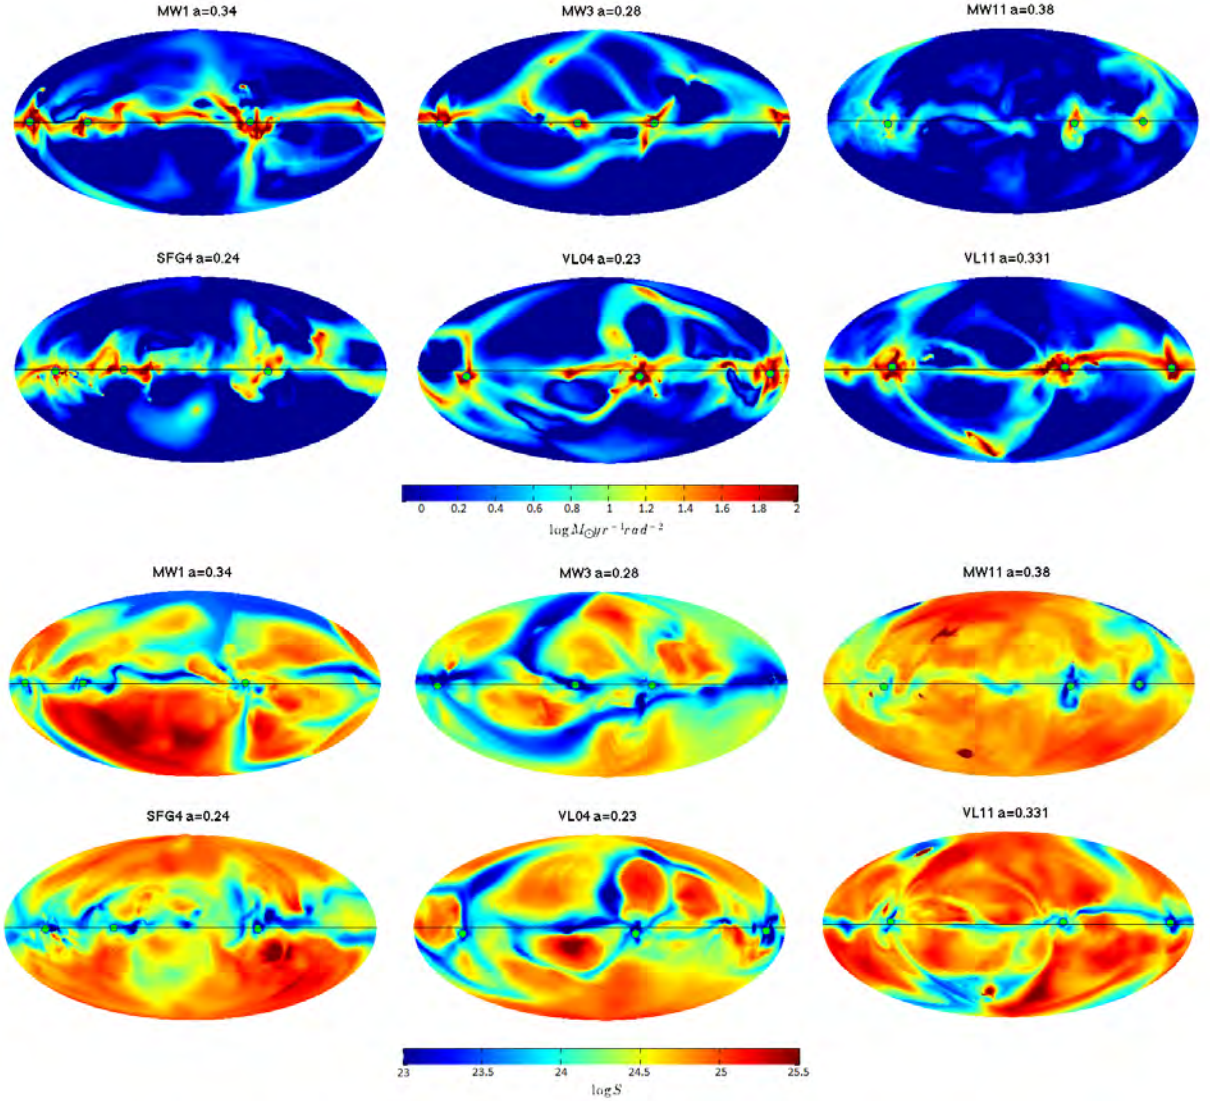 MW1 a=0.34 MW3 a=0.28 MW11 a=0.38
SFG4 a=0.24 VL04 a=0.23 VL11 a=0.331
0 0.2 0.4 0.6 0.8 1 1.2 1.4 1.6 1.8 2
log M⊙yr⁻¹rad⁻²
MW1 a=0.34 MW3 a=0.28 MW11 a=0.38
SFG4 a=0.24 VL04 a=0.23 VL11 a=0.331
23 23.5 24 24.5 25 25.5
log S